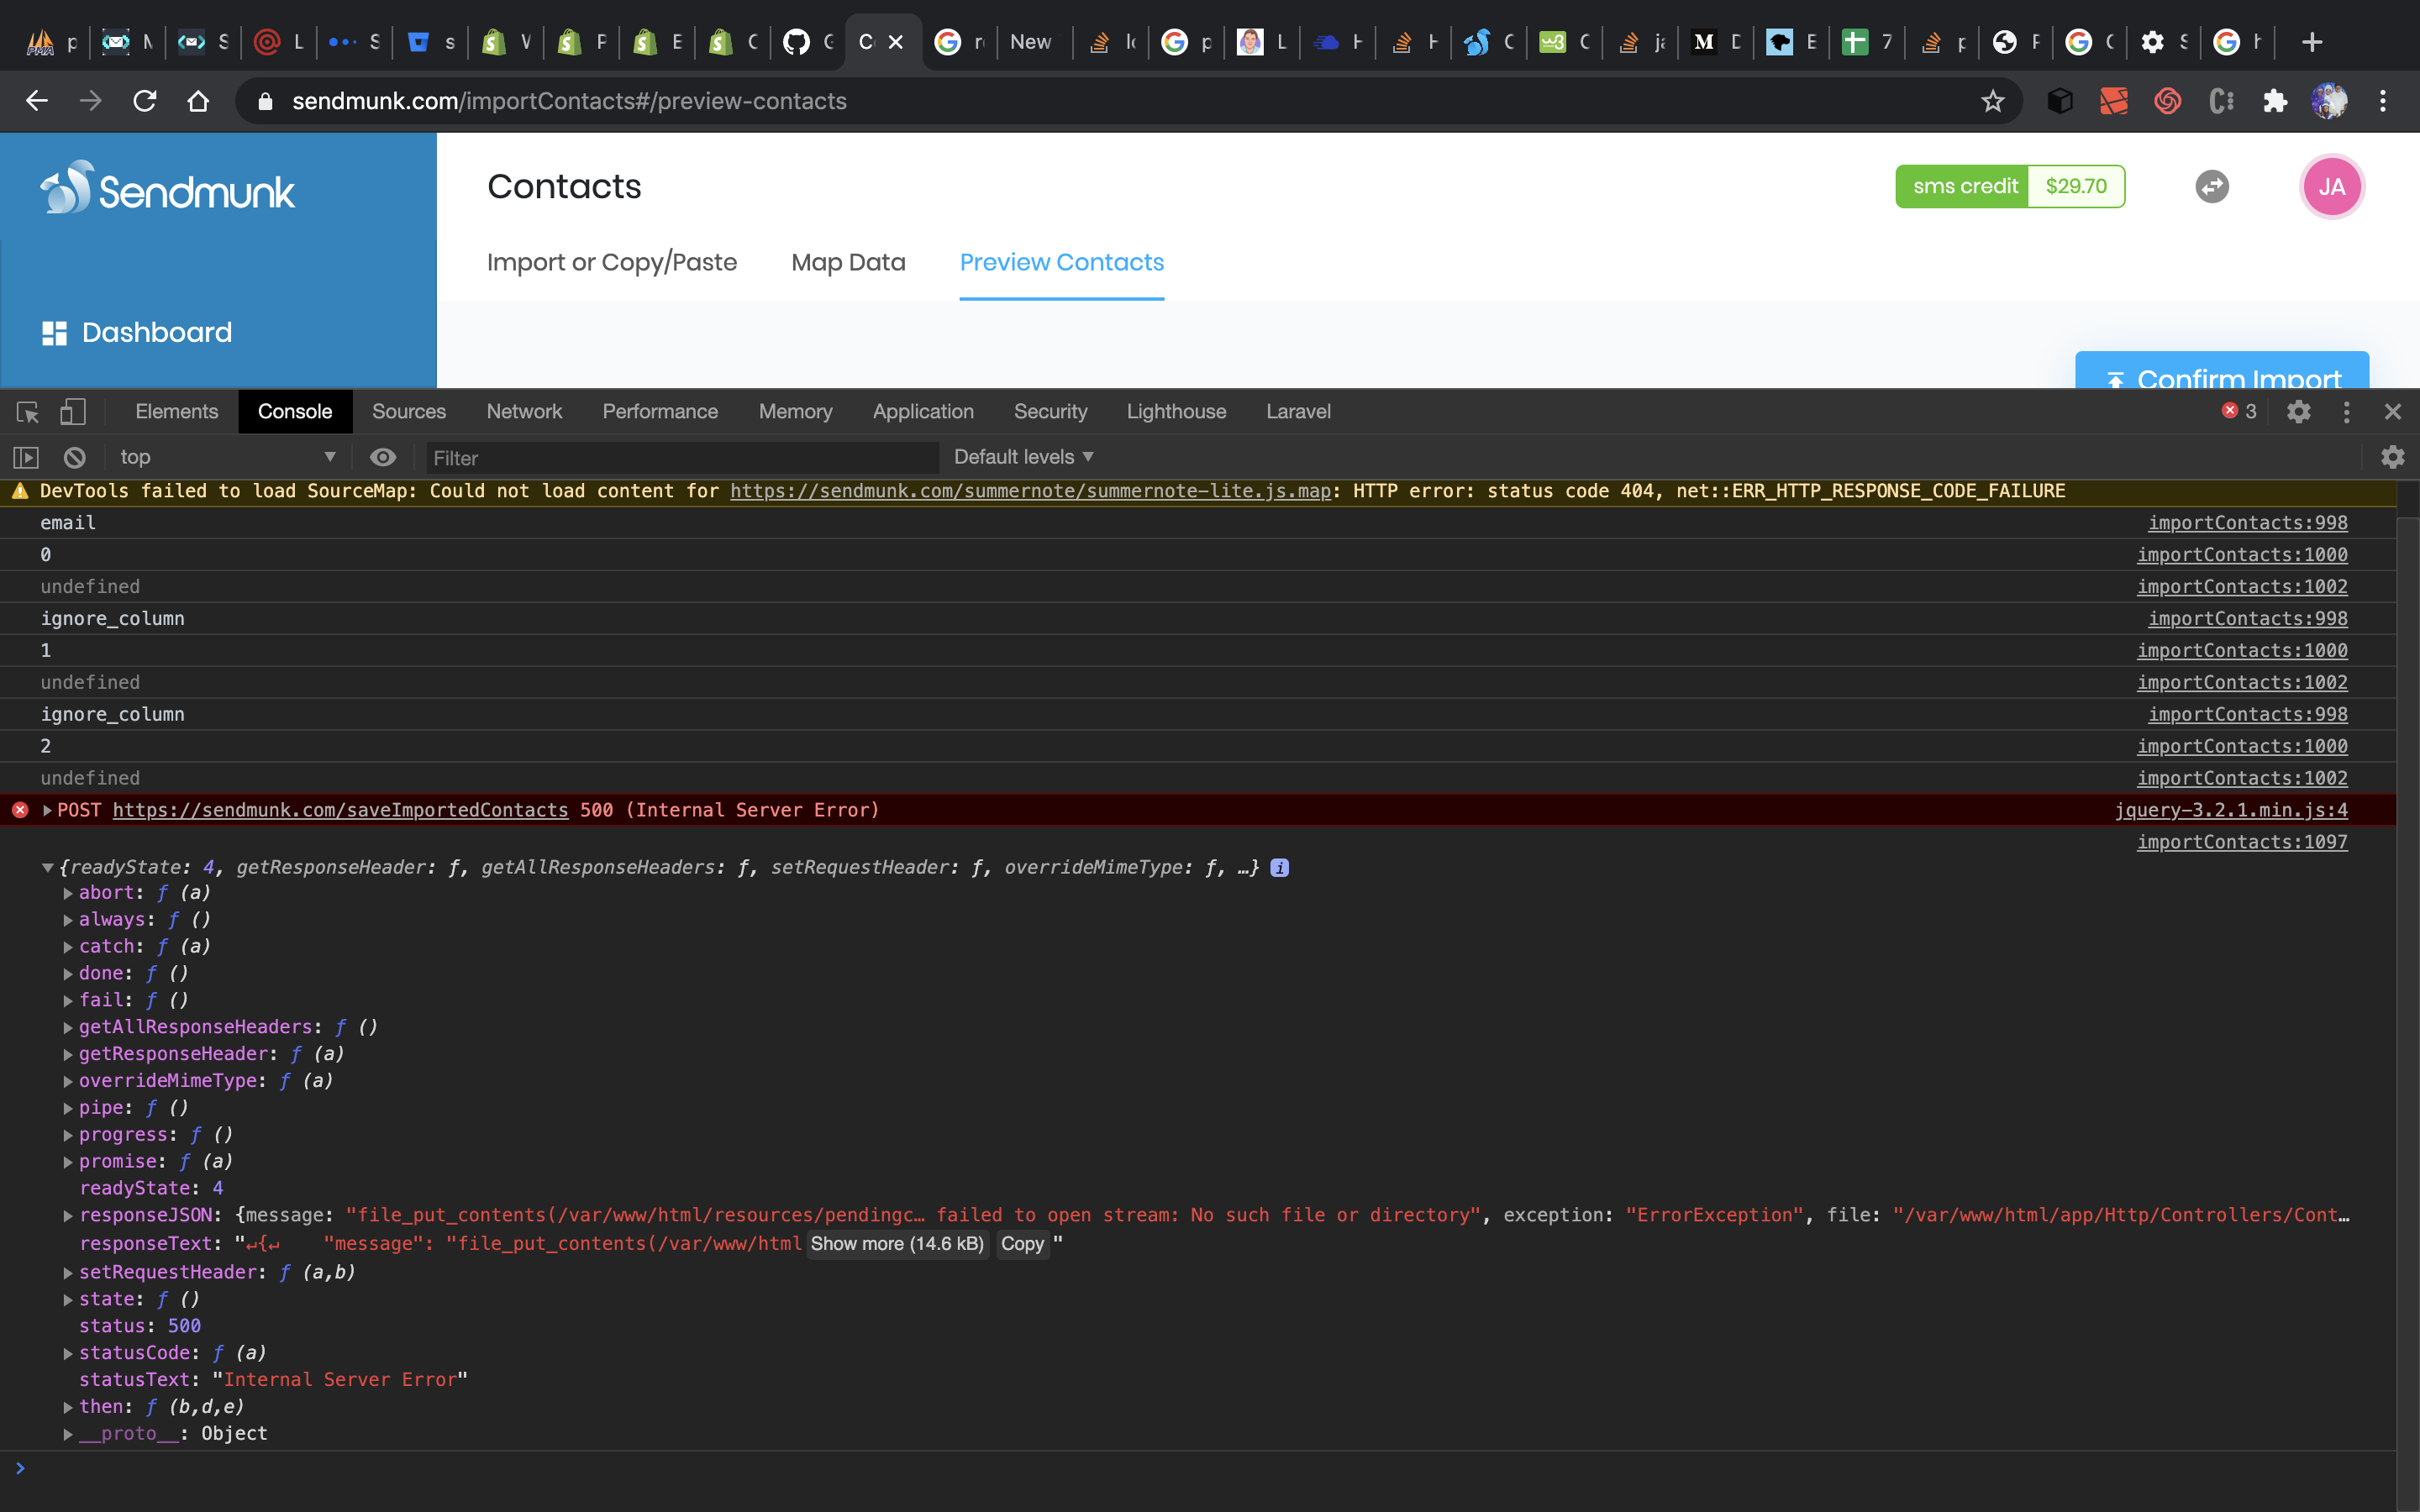 PMA p M S L S s V P E C G C r New lo p L H H C w3 C ja M D E 7 p F C S h
sendmunk.com/importContacts#/preview-contacts
Sendmunk
Contacts
sms credit $29.70
JA
Import or Copy/Paste Map Data Preview Contacts
Dashboard
Confirm Import
Elements Console Sources Network Performance Memory Application Security Lighthouse Laravel 3
top Filter Default levels
DevTools failed to load SourceMap: Could not load content for https://sendmunk.com/summernote/summernote-lite.js.map: HTTP error: status code 404, net::ERR_HTTP_RESPONSE_CODE_FAILURE
email importContacts:998
0 importContacts:1000
undefined importContacts:1002
ignore_column importContacts:998
1 importContacts:1000
undefined importContacts:1002
ignore_column importContacts:998
2 importContacts:1000
undefined importContacts:1002
POST https://sendmunk.com/saveImportedContacts 500 (Internal Server Error) jquery-3.2.1.min.js:4
importContacts:1097
{readyState: 4, getResponseHeader: ƒ, getAllResponseHeaders: ƒ, setRequestHeader: ƒ, overrideMimeType: ƒ, …} i
abort: ƒ (a)
always: ƒ ()
catch: ƒ (a)
done: ƒ ()
fail: ƒ ()
getAllResponseHeaders: ƒ ()
getResponseHeader: ƒ (a)
overrideMimeType: ƒ (a)
pipe: ƒ ()
progress: ƒ ()
promise: ƒ (a)
readyState: 4
responseJSON: {message: "file_put_contents(/var/www/html/resources/pendingc… failed to open stream: No such file or directory", exception: "ErrorException", file: "/var/www/html/app/Http/Controllers/Cont…
responseText: "↵{↵    "message": "file_put_contents(/var/www/html Show more (14.6 kB) Copy "
setRequestHeader: ƒ (a,b)
state: ƒ ()
status: 500
statusCode: ƒ (a)
statusText: "Internal Server Error"
then: ƒ (b,d,e)
__proto__: Object